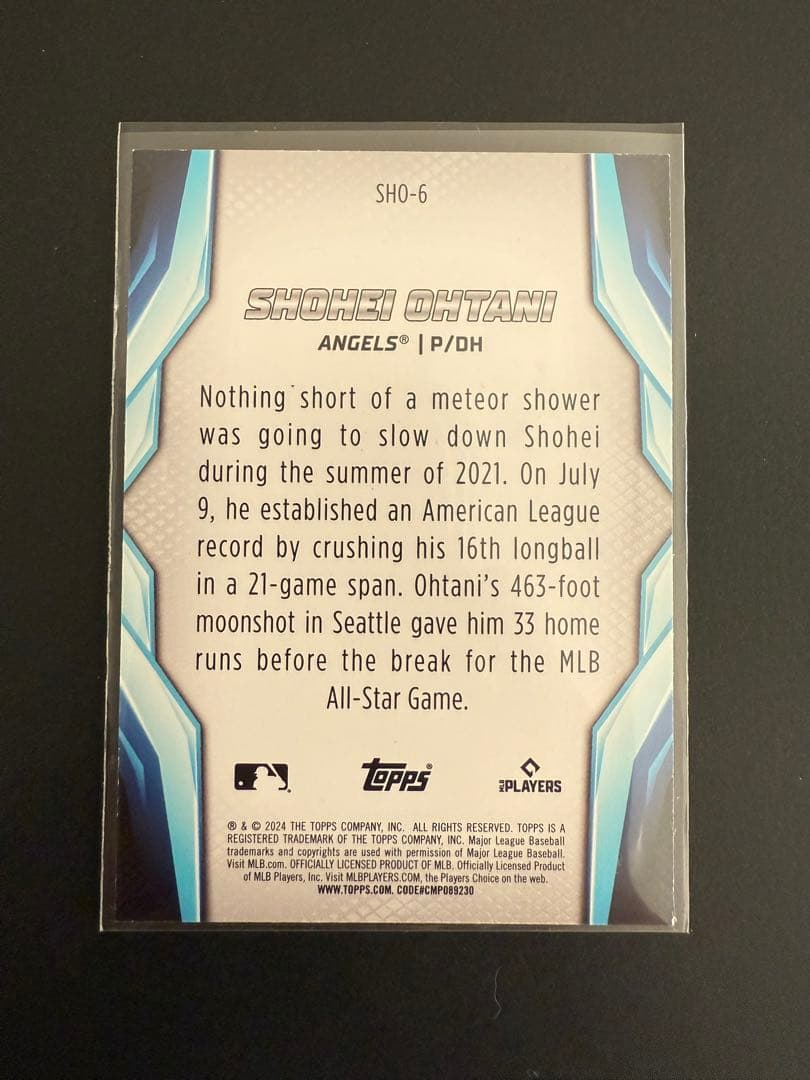 SHO-6
SHOHEI OHTANI
ANGELS® | P/DH
Nothing short of a meteor shower
was going to slow down Shohei
during the summer of 2021. On July
9, he established an American League
record by crushing his 16th longball
in a 21-game span. Ohtani's 463-foot
moonshot in Seattle gave him 33 home
runs before the break for the MLB
All-Star Game.
Topps®
MLB PLAYERS
® & © 2024 THE TOPPS COMPANY, INC. ALL RIGHTS RESERVED. TOPPS IS A
REGISTERED TRADEMARK OF THE TOPPS COMPANY, INC. Major League Baseball
trademarks and copyrights are used with permission of Major League Baseball.
Visit MLB.com. OFFICIALLY LICENSED PRODUCT OF MLB. Officially Licensed Product
of MLB Players, Inc. Visit MLBPLAYERS.COM, the Players Choice on the web.
WWW.TOPPS.COM. CODE#CMP089230